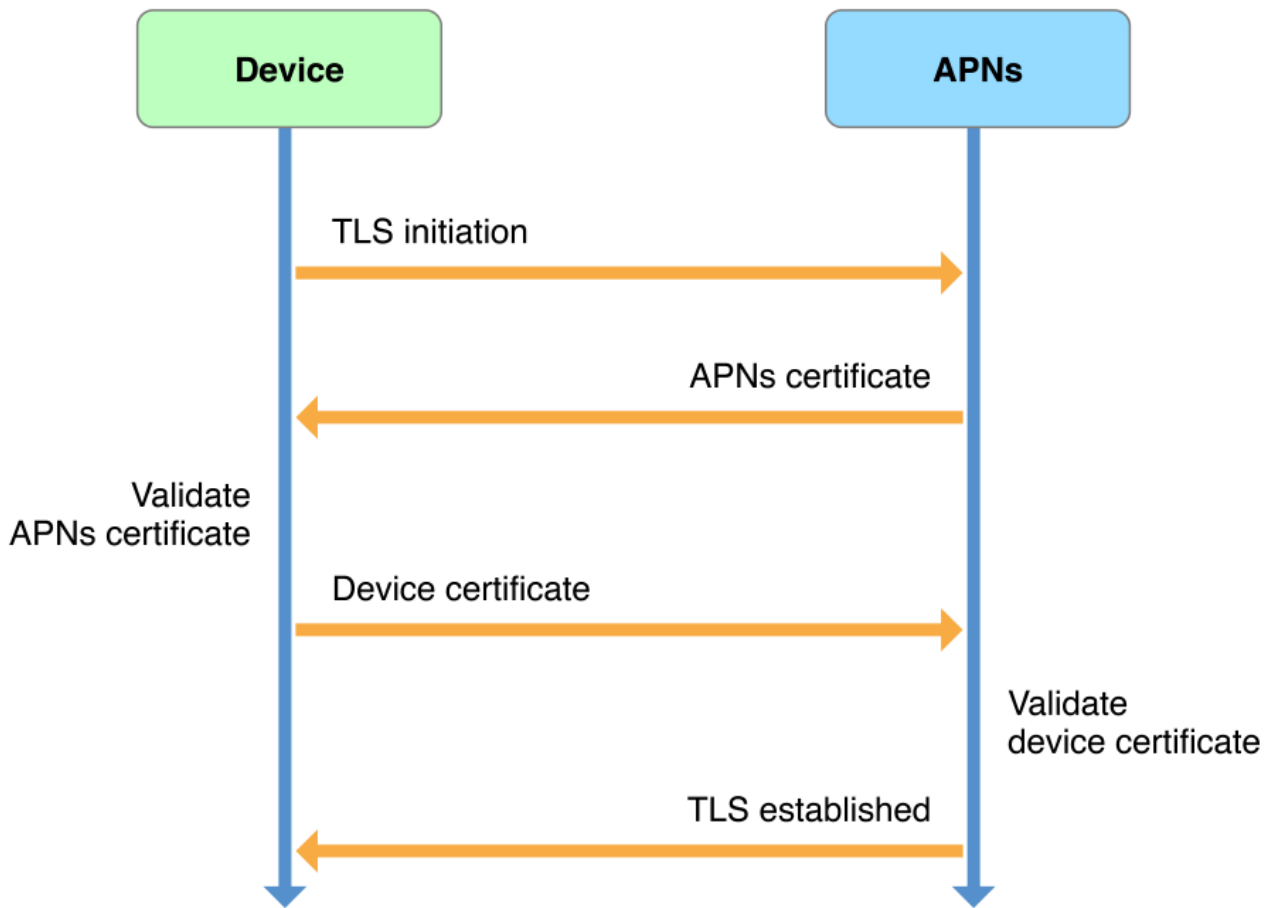 Device
APNs
TLS initiation
APNs certificate
Validate
APNs certificate
Device certificate
Validate
device certificate
TLS established